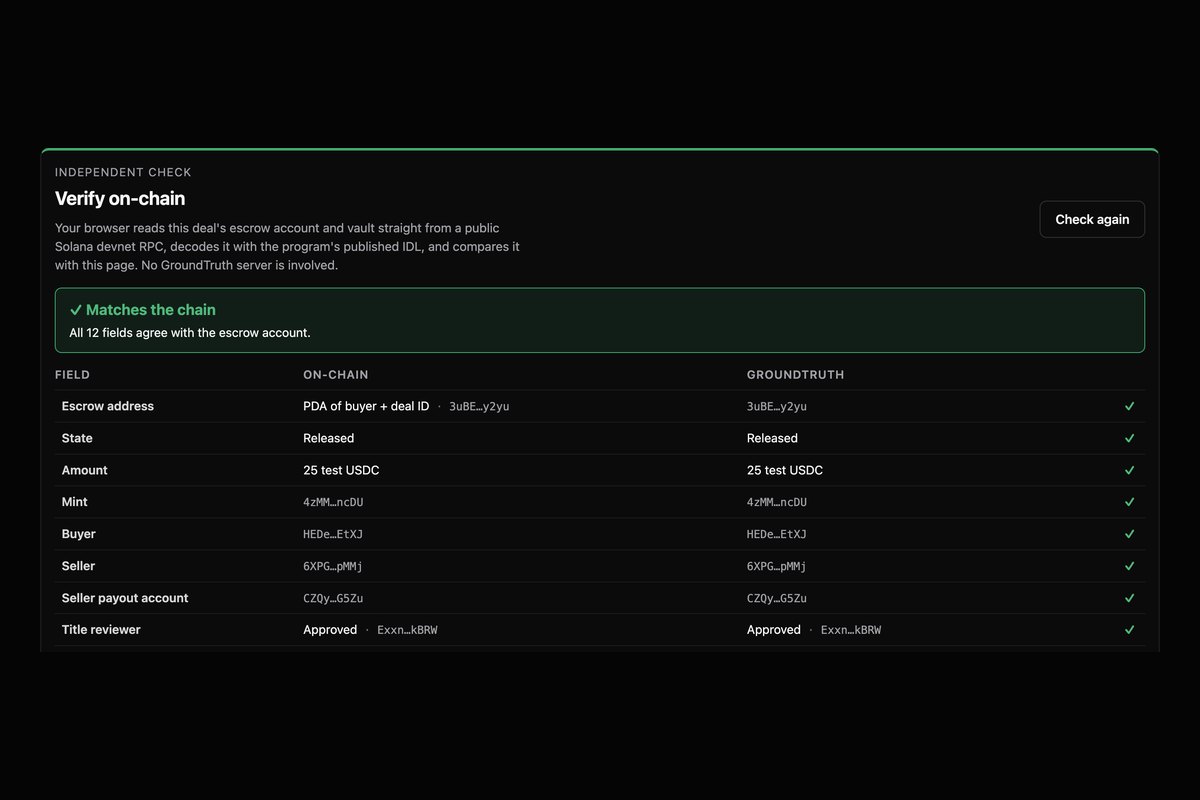 INDEPENDENT CHECK
Verify on-chain
Your browser reads this deal's escrow account and vault straight from a public
Solana devnet RPC, decodes it with the program's published IDL, and compares it
with this page. No GroundTruth server is involved.
Check again
✓ Matches the chain
All 12 fields agree with the escrow account.
FIELD ON-CHAIN GROUNDTRUTH
Escrow address PDA of buyer + deal ID · 3uBE…y2yu 3uBE…y2yu ✓
State Released Released ✓
Amount 25 test USDC 25 test USDC ✓
Mint 4zMM…ncDU 4zMM…ncDU ✓
Buyer HEDe…EtXJ HEDe…EtXJ ✓
Seller 6XPG…pMMj 6XPG…pMMj ✓
Seller payout account CZQy…G5Zu CZQy…G5Zu ✓
Title reviewer Approved · Exxn…kBRW Approved · Exxn…kBRW ✓